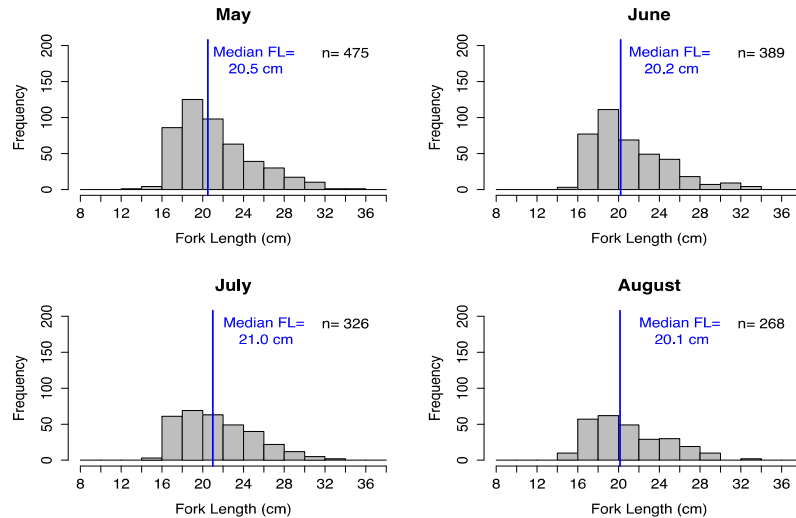 May
Median FL=
20.5 cm
n= 475
Frequency
0 50 100 150 200
8 12 16 20 24 28 32 36
Fork Length (cm)
June
Median FL=
20.2 cm
n= 389
Frequency
0 50 100 150 200
8 12 16 20 24 28 32 36
Fork Length (cm)
July
Median FL=
21.0 cm
n= 326
Frequency
0 50 100 150 200
8 12 16 20 24 28 32 36
Fork Length (cm)
August
Median FL=
20.1 cm
n= 268
Frequency
0 50 100 150 200
8 12 16 20 24 28 32 36
Fork Length (cm)